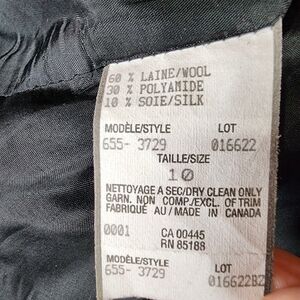 60 % LAINE/WOOL
30 % POLYAMIDE
10 % SOIE/SILK
MODÈLE/STYLE LOT
655- 3729 016622
TAILLE/SIZE
10
NETTOYAGE A SEC/DRY CLEAN ONLY
GARN. NON COMP./EXCL. OF TRIM
FABRIQUÉ AU / MADE IN CANADA
0001 CA 00445
RN 85188
MODÈLE/STYLE LOT
655- 3729 016622BZ